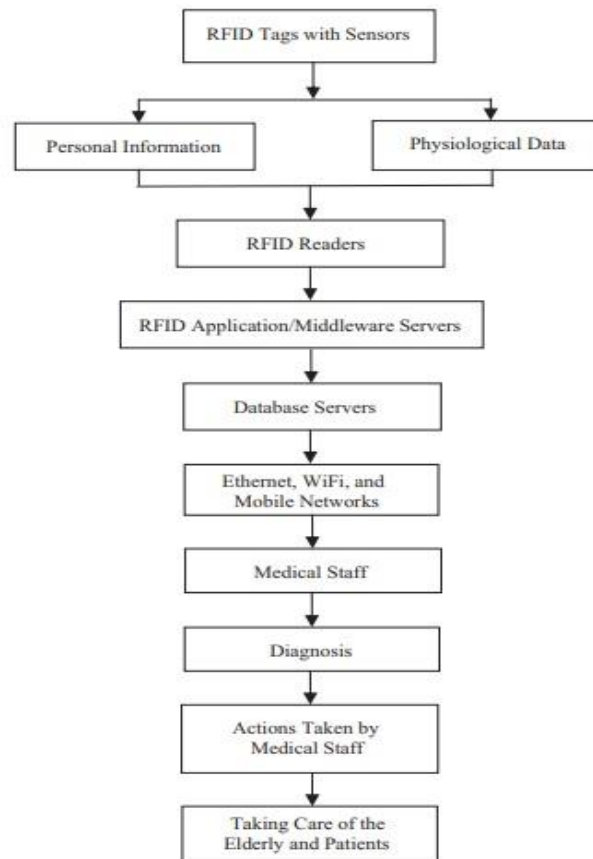 RFID Tags with Sensors
Personal Information
Physiological Data
RFID Readers
RFID Application/Middleware Servers
Database Servers
Ethernet, WiFi, and
Mobile Networks
Medical Staff
Diagnosis
Actions Taken by
Medical Staff
Taking Care of the
Elderly and Patients